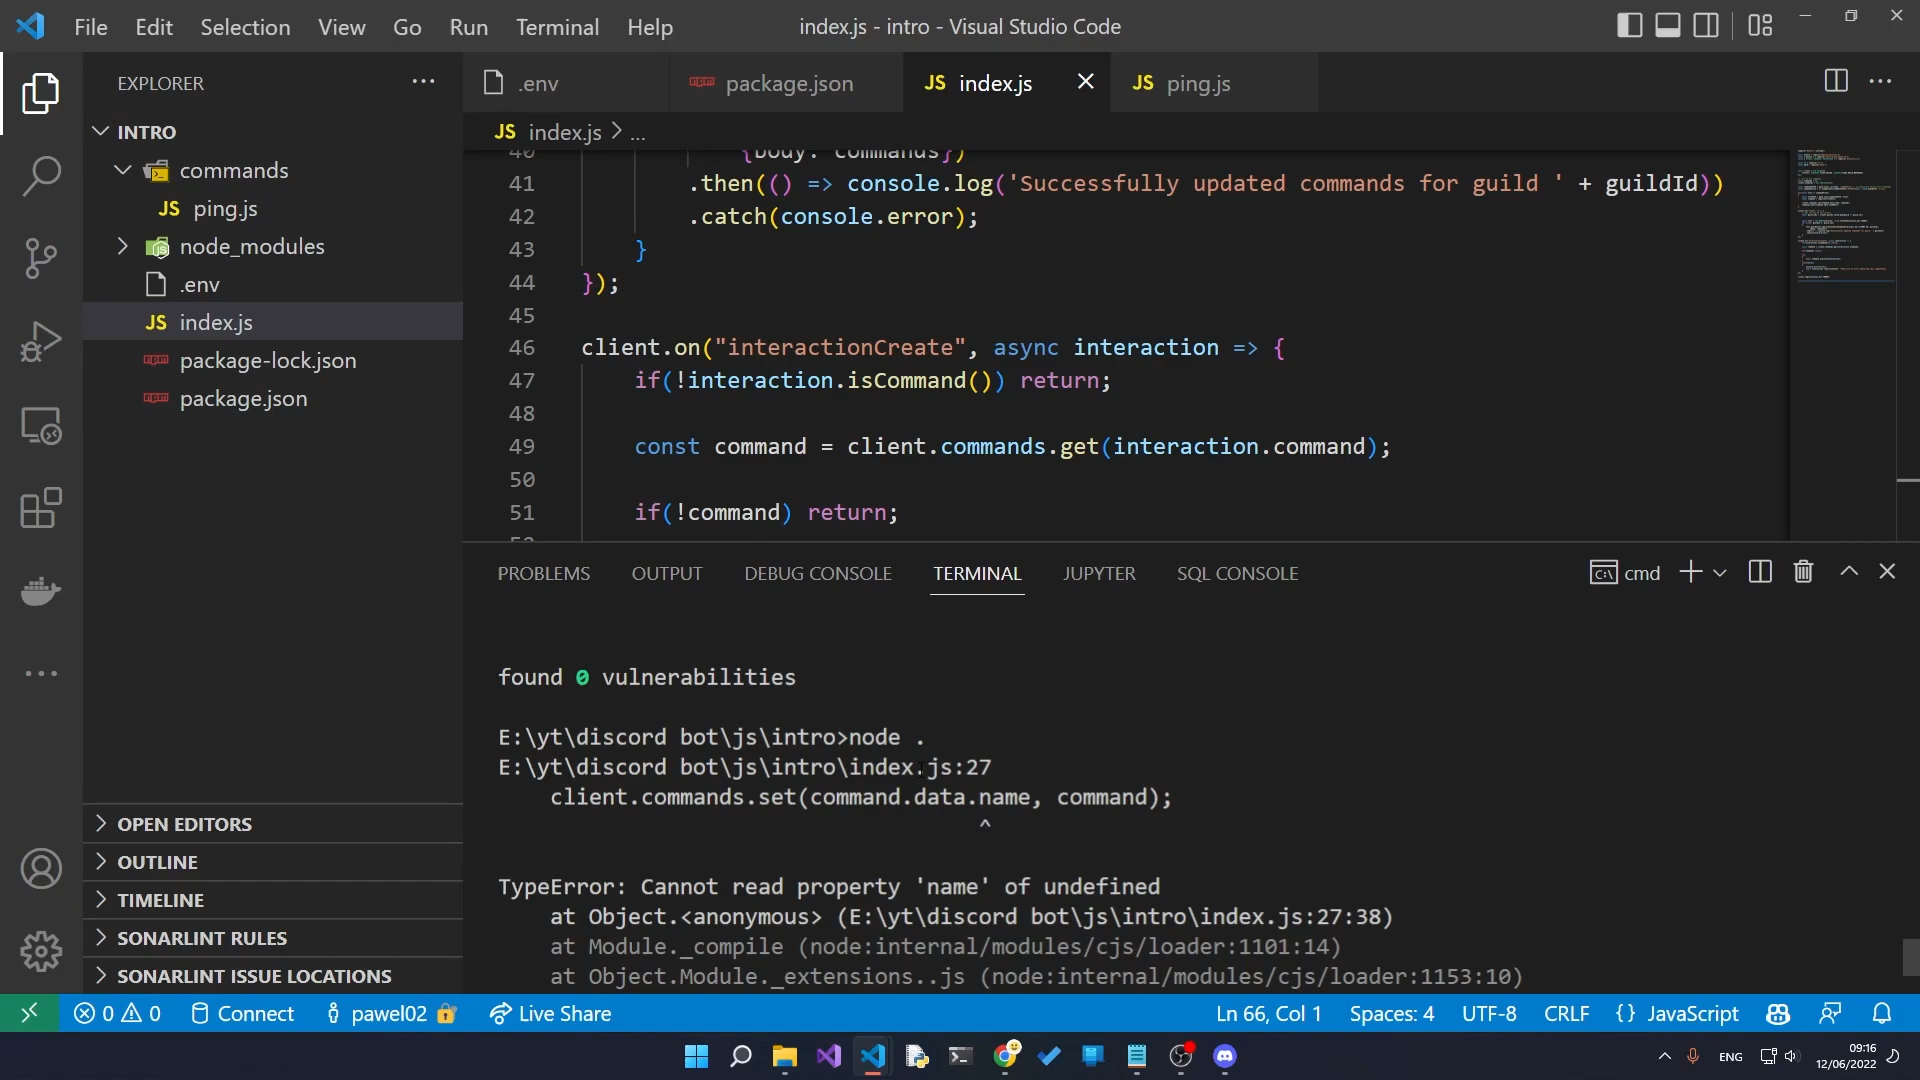 File Edit Selection View Go Run Terminal Help
index.js - intro - Visual Studio Code
EXPLORER
INTRO
commands
JS ping.js
node_modules
.env
JS index.js
package-lock.json
package.json
OPEN EDITORS
OUTLINE
TIMELINE
SONARLINT RULES
SONARLINT ISSUE LOCATIONS
.env
package.json
JS index.js
JS ping.js
JS index.js > ...
40 {body: commands})
41 .then(() => console.log('Successfully updated commands for guild ' + guildId))
42 .catch(console.error);
43 }
44 });
45
46 client.on("interactionCreate", async interaction => {
47 if(!interaction.isCommand()) return;
48
49 const command = client.commands.get(interaction.command);
50
51 if(!command) return;
52
PROBLEMS OUTPUT DEBUG CONSOLE TERMINAL JUPYTER SQL CONSOLE
cmd
found 0 vulnerabilities
E:\yt\discord bot\js\intro>node .
E:\yt\discord bot\js\intro\index.js:27
client.commands.set(command.data.name, command);
^
TypeError: Cannot read property 'name' of undefined
at Object.<anonymous> (E:\yt\discord bot\js\intro\index.js:27:38)
at Module._compile (node:internal/modules/cjs/loader:1101:14)
at Object.Module._extensions..js (node:internal/modules/cjs/loader:1153:10)
0 0 Connect pawel02 Live Share
Ln 66, Col 1 Spaces: 4 UTF-8 CRLF {} JavaScript
ENG
09:16
12/06/2022